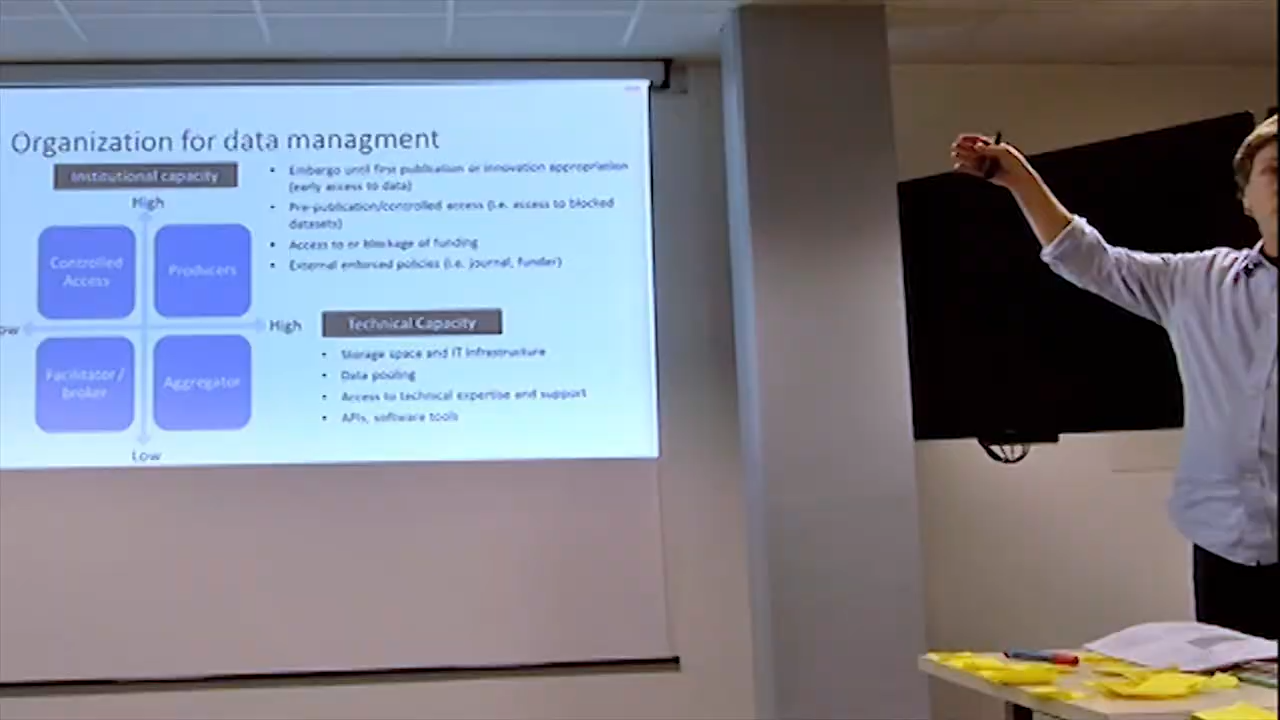 Organization for data managment
Institutional capacity
High
Controlled
Access
Producers
ow
High
Facilitator /
broker
Aggregator
Low
• Embargo until first publication or innovation appropriation
(early access to data)
• Pre-publication/controlled access (i.e. access to blocked
datasets)
• Access to or blockage of funding
• External enforced policies (i.e. journal, funder)
Technical Capacity
• Storage space and IT Infrastructure
• Data pooling
• Access to technical expertise and support
• APIs, software tools